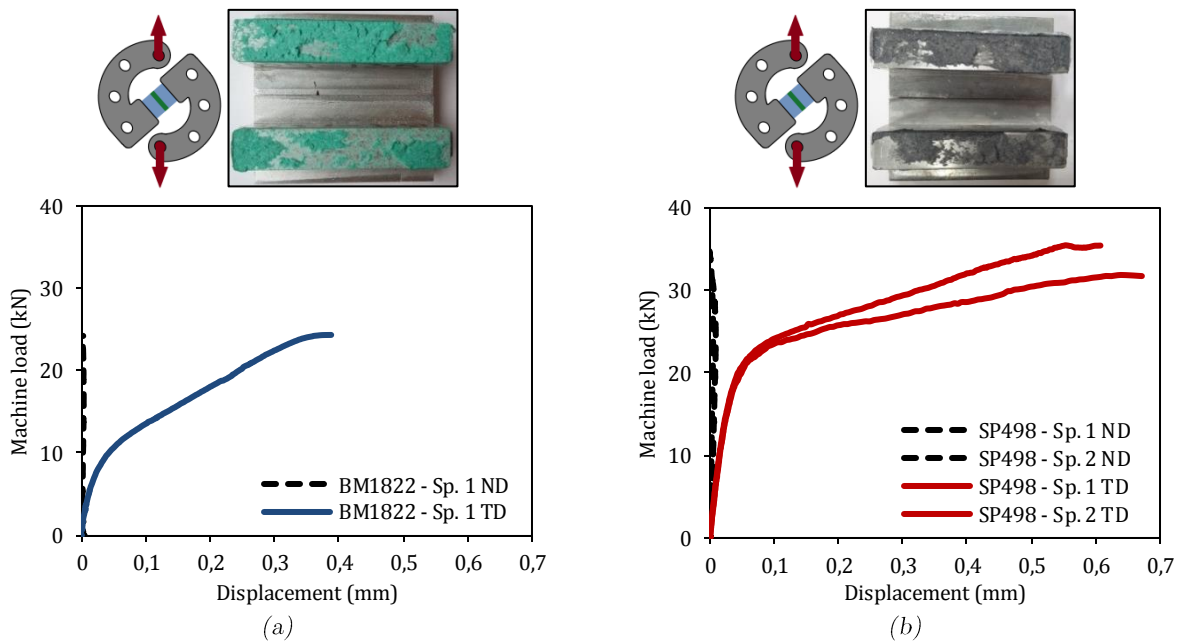 40
30
20
10
0
Machine load (kN)
BM1822 - Sp. 1 ND
BM1822 - Sp. 1 TD
0 0,1 0,2 0,3 0,4 0,5 0,6 0,7
Displacement (mm)
(a)
40
30
20
10
0
Machine load (kN)
SP498 - Sp. 1 ND
SP498 - Sp. 2 ND
SP498 - Sp. 1 TD
SP498 - Sp. 2 TD
0 0,1 0,2 0,3 0,4 0,5 0,6 0,7
Displacement (mm)
(b)